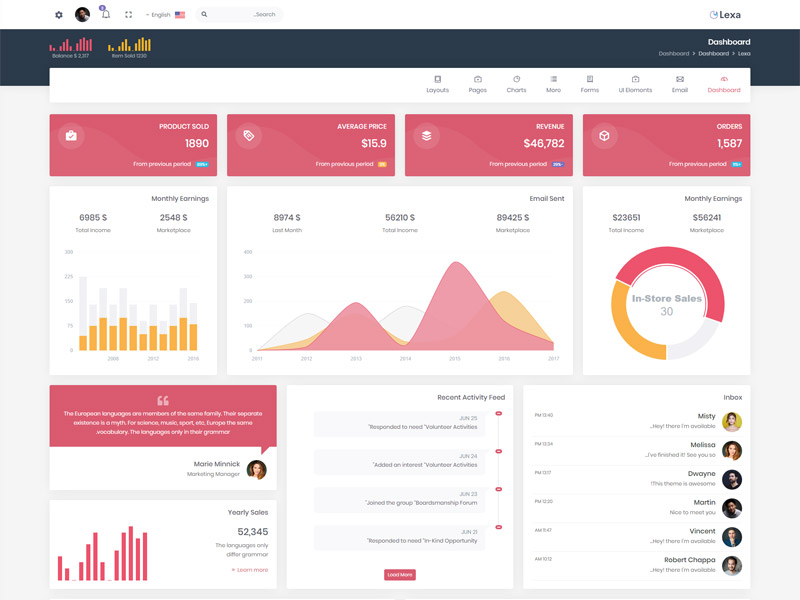 English
..Search
Lexa
Balance $ 2,317
Item Sold 1230
Dashboard
Dashboard > Dashboard > Lexa
Layouts
Pages
Charts
More
Forms
UI Elements
Email
Dashboard
PRODUCT SOLD
1890
From previous period
AVERAGE PRICE
$15.9
From previous period
REVENUE
$46,782
From previous period
ORDERS
1,587
From previous period
Monthly Earnings
6985 $
2548 $
Total Income
Marketplace
300
225
150
75
0
2006
2012
2019
Email Sent
8974 $
56210 $
89425 $
Last Month
Total Income
Marketplace
400
300
200
100
0
2011
2012
2013
2014
2015
2016
2017
Monthly Earnings
$23651
$56241
Total Income
Marketplace
In-Store Sales
30
The European languages are members of the same family. Their separate
existence is a myth. For science, music, sport, etc, Europe the same
.vocabulary. The languages only in their grammar
Marie Minnick
Marketing Manager
Yearly Sales
52,345
The languages only
differ grammar
Learn more
Recent Activity Feed
JUN 25
"Responded to need "Volunteer Activities
JUN 24
"Added an interest "Volunteer Activities
JUN 23
"Joined the group "Boardsmanship Forum
JUN 21
"Responded to need "In-Kind Opportunity
Load More
Inbox
PM 13:40
Misty
..Hey! there I'm available
PM 13:34
Melissa
..I've finished it! See you so
PM 13:17
Dwayne
!This theme is awesome
PM 12:20
Martin
Nice to meet you
AM 11:47
Vincent
..Hey! there I'm available
AM 10:12
Robert Chappa
..Hey! there I'm available